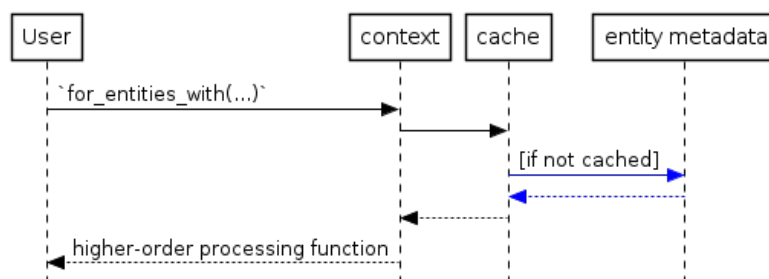 User
context
cache
entity metadata
`for_entities_with(...)`
[if not cached]
higher-order processing function